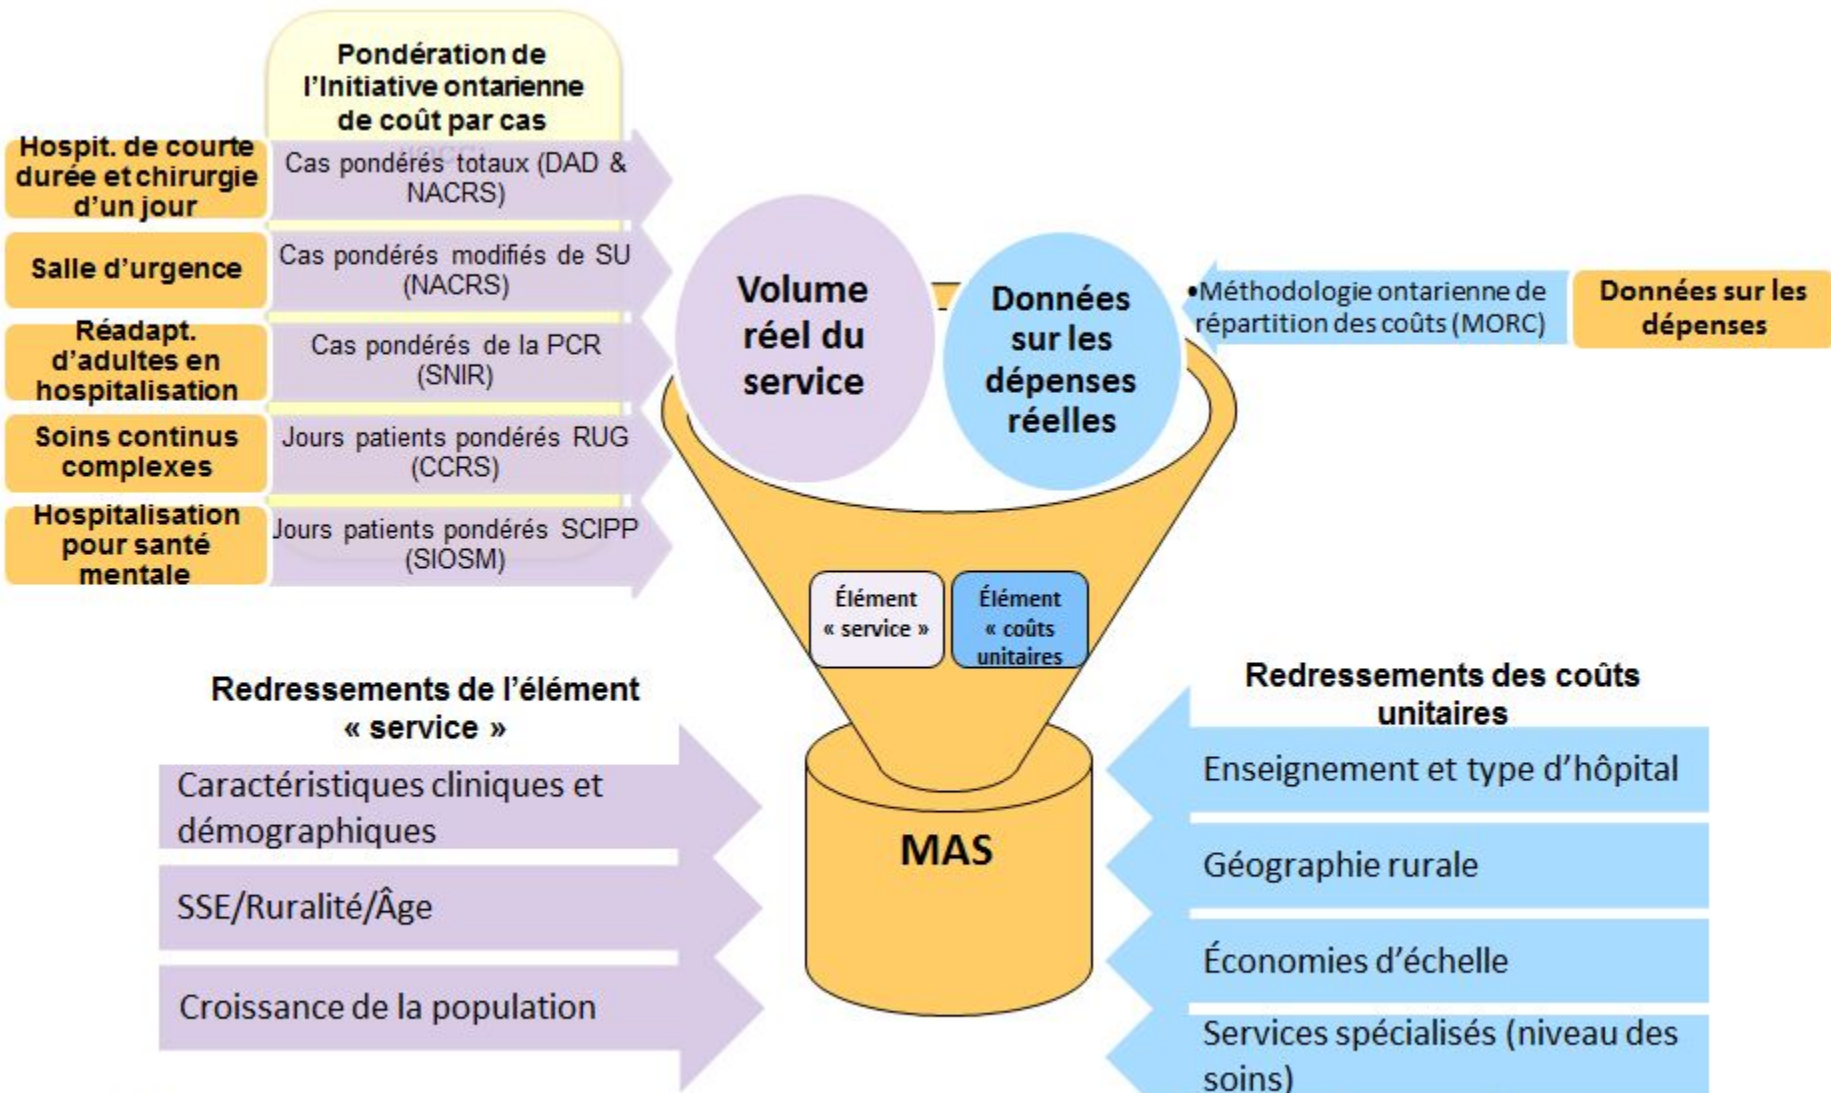 Pondération de
l'Initiative ontarienne
de coût par cas
Hospit. de courte
durée et chirurgie
d'un jour
Cas pondérés totaux (DAD &
NACRS)
Salle d'urgence
Cas pondérés modifiés de SU
(NACRS)
Réadapt.
d'adultes en
hospitalisation
Cas pondérés de la PCR
(SNIR)
Soins continus
complexes
Jours patients pondérés RUG
(CCRS)
Hospitalisation
pour santé
mentale
Jours patients pondérés SCIPP
(SIOSM)
Volume
réel du
service
Données
sur les
dépenses
réelles
•Méthodologie ontarienne de
répartition des coûts (MORC)
Données sur les
dépenses
Élément
« service »
Élément
« coûts
unitaires
Redressements de l'élément
« service »
Caractéristiques cliniques et
démographiques
SSE/Ruralité/Âge
Croissance de la population
MAS
Redressements des coûts
unitaires
Enseignement et type d'hôpital
Géographie rurale
Économies d'échelle
Services spécialisés (niveau des
soins)